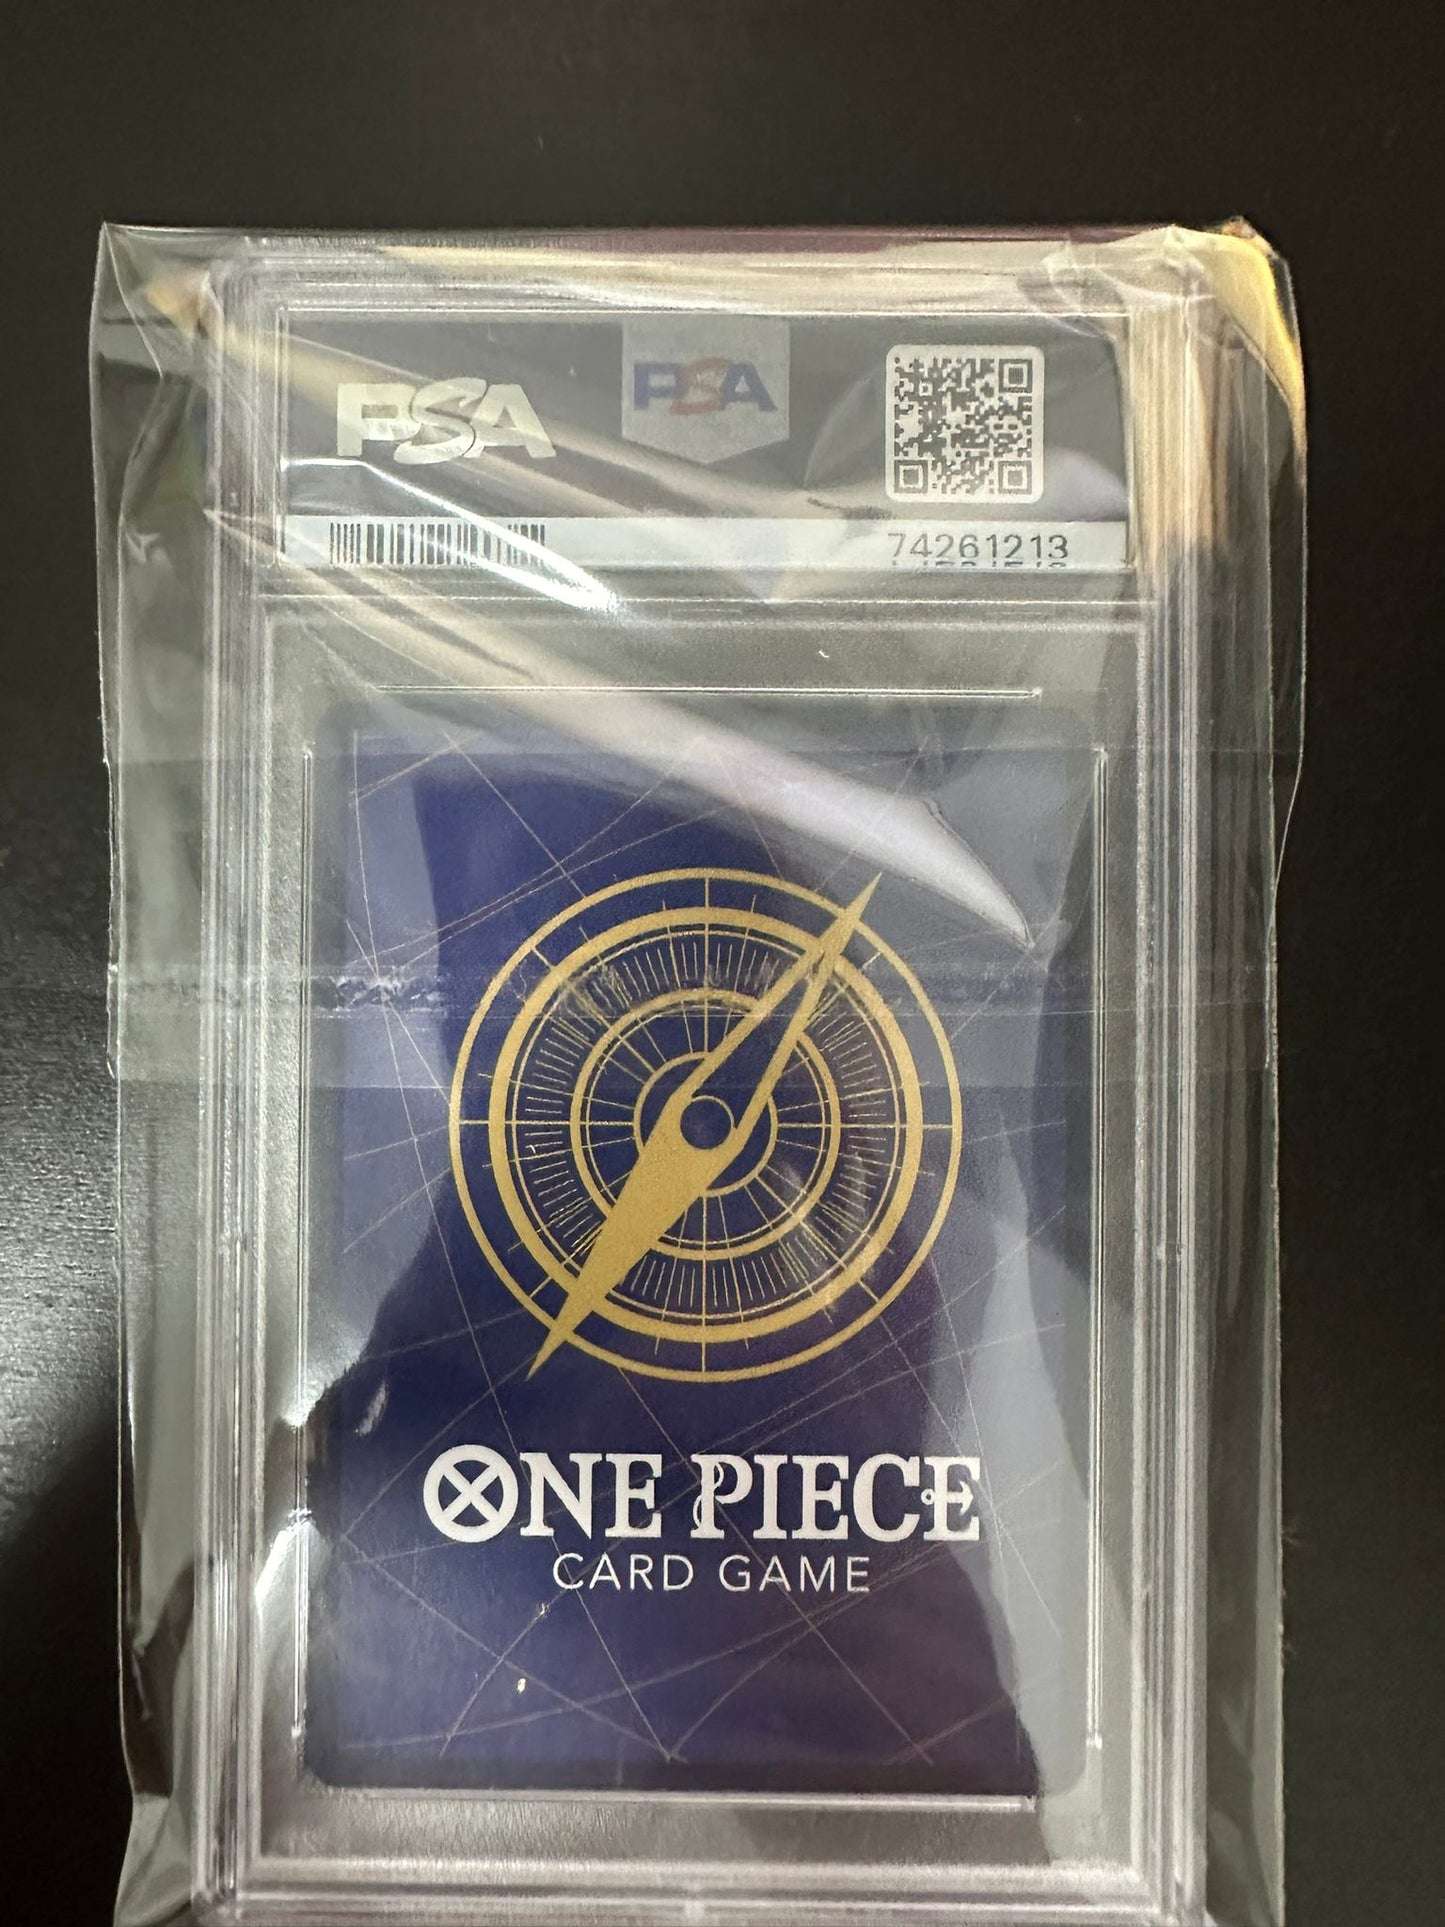 PSA
PSA
74261213
ONE PIECE
CARD GAME